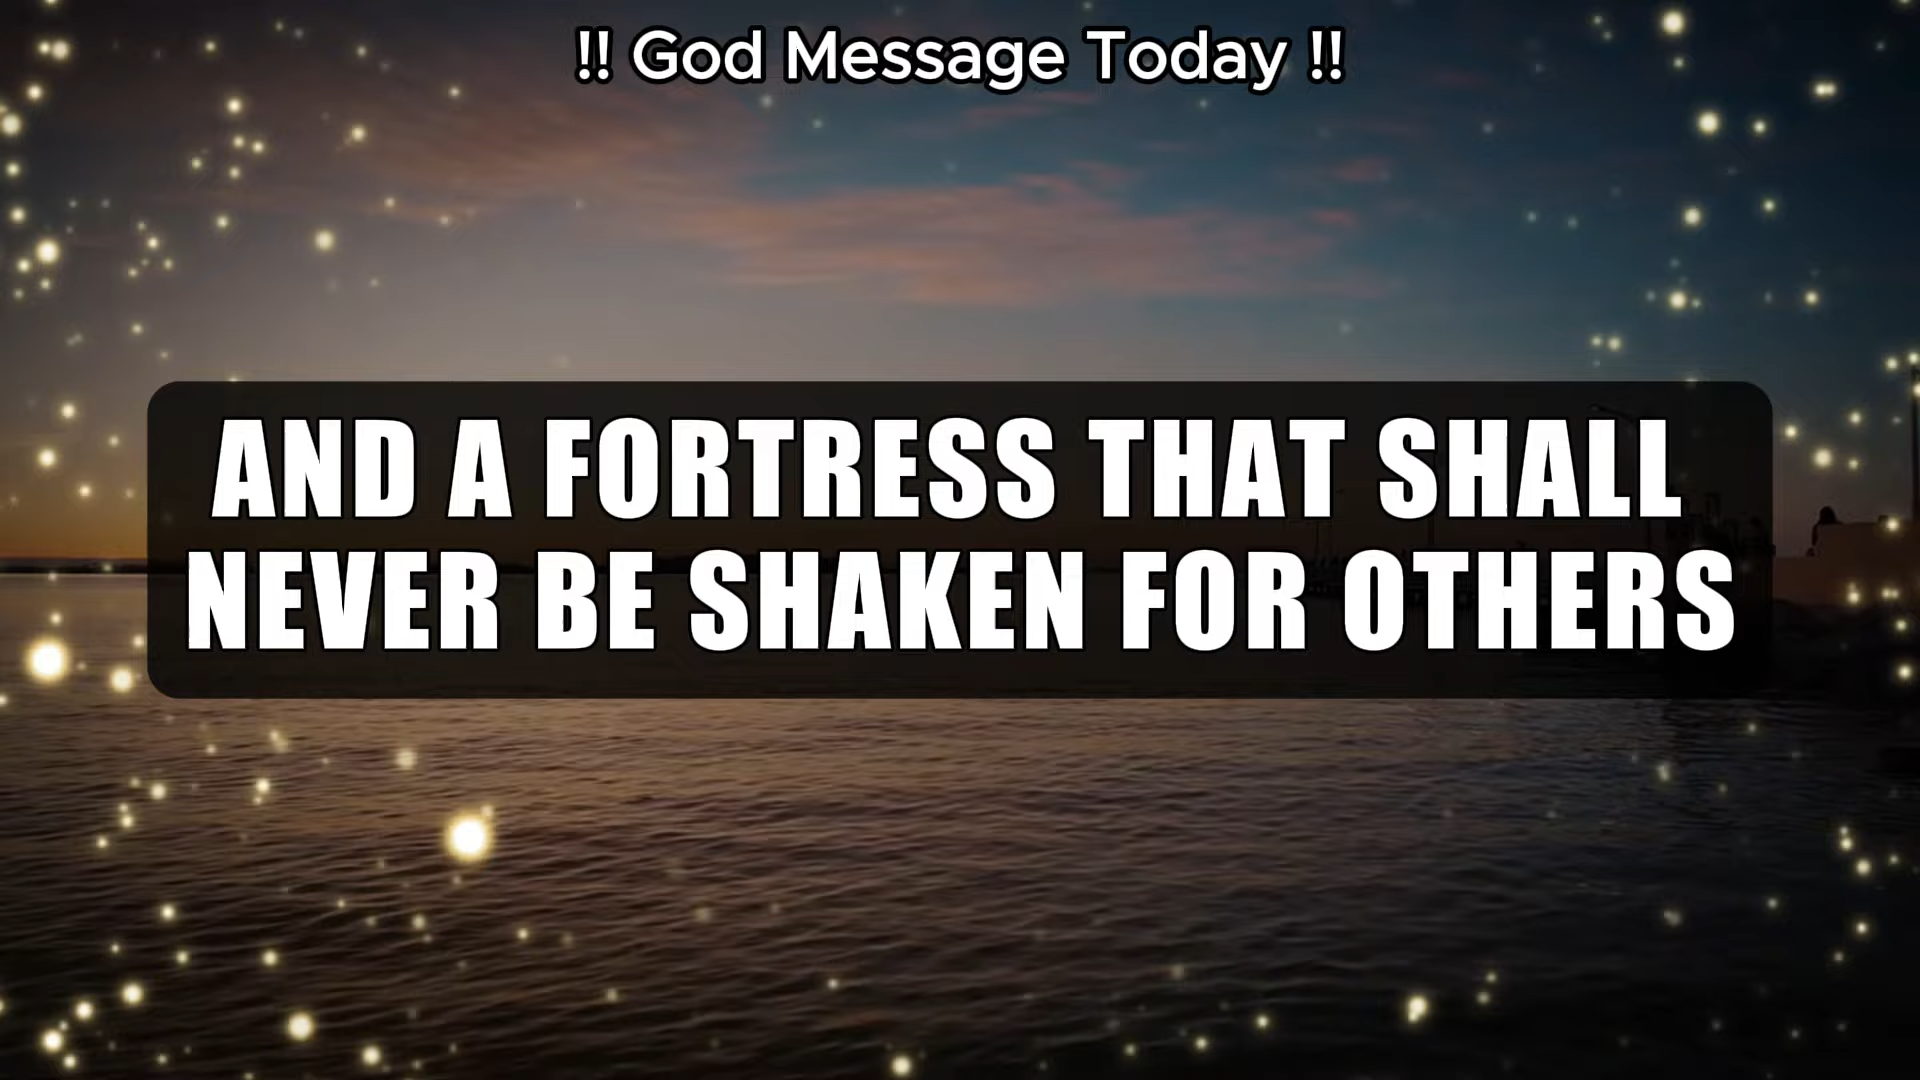 !! God Message Today !!
AND A FORTRESS THAT SHALL
NEVER BE SHAKEN FOR OTHERS